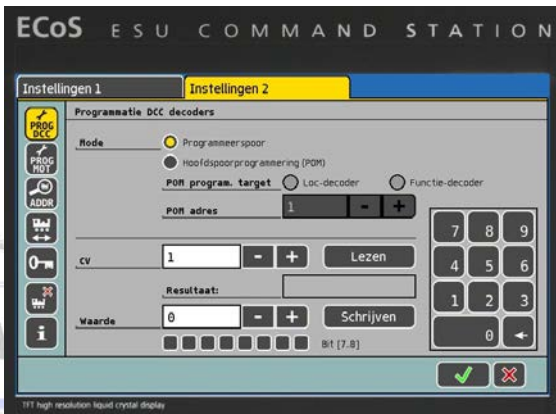 ECoS ESU COMMAND STATION
Instellingen 1
Instellingen 2
Programmatie DCC decoders
PROG DCC
PROG MOT
ADDR
Mode
Programmeerspoor
Hoofdspoorprogrammering (POM)
POM program. target
Loc-decoder
Functie-decoder
POM adres
1
-
+
CV
1
-
+
Lezen
Resultaat:
Waarde
0
-
+
Schrijven
Bit [7..0]
7 8 9
4 5 6
1 2 3
0
i
TFT high resolution liquid crystal display